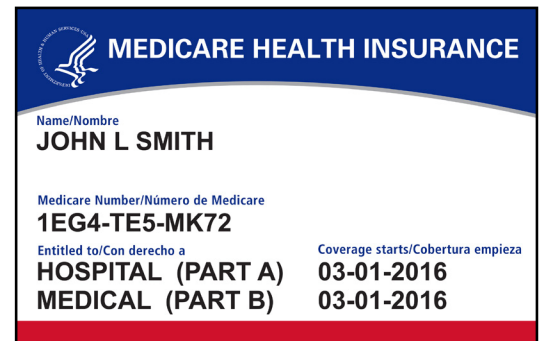 MEDICARE HEALTH INSURANCE
Name/Nombre
JOHN L SMITH
Medicare Number/Número de Medicare
1EG4-TE5-MK72
Entitled to/Con derecho a
HOSPITAL (PART A)
MEDICAL (PART B)
Coverage starts/Cobertura empieza
03-01-2016
03-01-2016